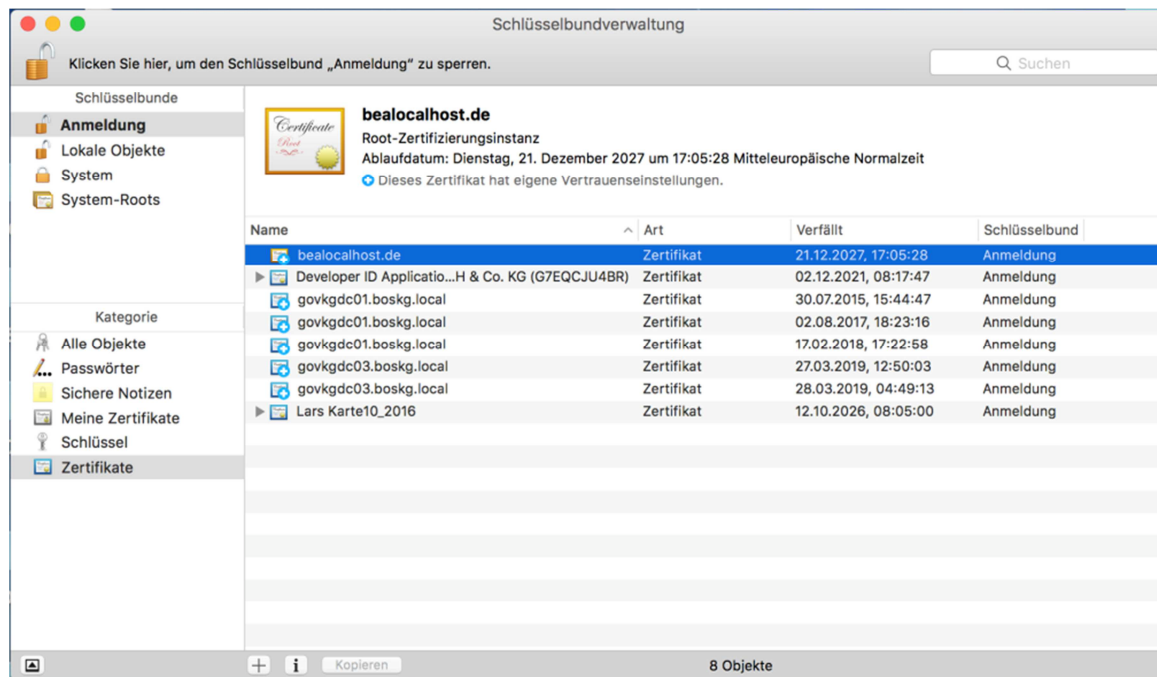 Schlüsselbundverwaltung
Klicken Sie hier, um den Schlüsselbund „Anmeldung“ zu sperren.
Suchen
Schlüsselbunde
Anmeldung
Lokale Objekte
System
System-Roots
Kategorie
Alle Objekte
Passwörter
Sichere Notizen
Meine Zertifikate
Schlüssel
Zertifikate
Certificate
Root
bealocalhost.de
Root-Zertifizierungsinstanz
Ablaufdatum: Dienstag, 21. Dezember 2027 um 17:05:28 Mitteleuropäische Normalzeit
Dieses Zertifikat hat eigene Vertrauenseinstellungen.
Name Art Verfällt Schlüsselbund
bealocalhost.de Zertifikat 21.12.2027, 17:05:28 Anmeldung
Developer ID Applicatio...H & Co. KG (G7EQCJU4BR) Zertifikat 02.12.2021, 08:17:47 Anmeldung
govkgdc01.boskg.local Zertifikat 30.07.2015, 15:44:47 Anmeldung
govkgdc01.boskg.local Zertifikat 02.08.2017, 18:23:16 Anmeldung
govkgdc01.boskg.local Zertifikat 17.02.2018, 17:22:58 Anmeldung
govkgdc03.boskg.local Zertifikat 27.03.2019, 12:50:03 Anmeldung
govkgdc03.boskg.local Zertifikat 28.03.2019, 04:49:13 Anmeldung
Lars Karte10_2016 Zertifikat 12.10.2026, 08:05:00 Anmeldung
Kopieren
8 Objekte